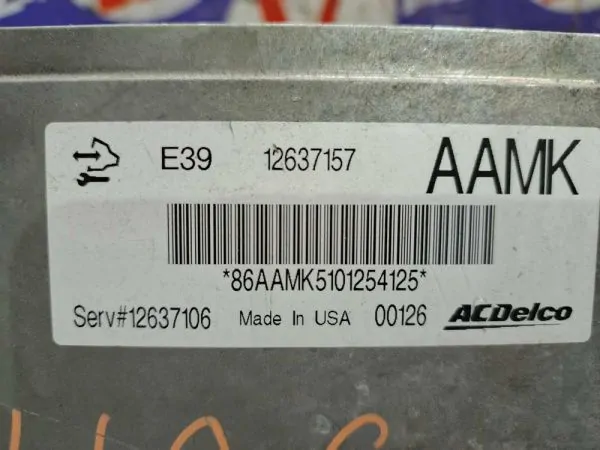 E39 12637157 AAMK
*86AAMK5101254125*
Serv#12637106 Made In USA 00126 ACDelco